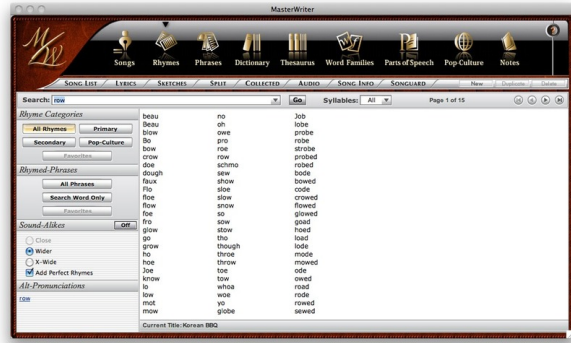 MasterWriter
MW
Songs Rhymes Phrases Dictionary Thesaurus Word Families Parts of Speech Pop-Culture Notes
SONG LIST LYRICS SKETCHES SPLIT COLLECTED AUDIO SONG INFO SONGUARD New Duplicate Delete
Search: row Go Syllables: All Page 1 of 15
Rhyme Categories
All Rhymes Primary
Secondary Pop-Culture
Favorites
Rhymed-Phrases
All Phrases
Search Word Only
Favorites
Sound-Alikes Off
Close
Wider
X-Wide
Add Perfect Rhymes
Alt-Pronunciations
row
beau no Job
Beau oh lobe
blow owe probe
Bo pro robe
bow roe strobe
crow row probed
doe schmo robed
dough sew bode
faux show bowed
Flo sloe code
floe slow crowed
flow snow flowed
foe so glowed
fro sow goad
glow stow hoed
go tho load
grow though lode
ho throe mode
hoe throw mowed
Joe toe ode
know tow owed
lo whoa road
low woe rode
mot yo rowed
mow globe sewed
Current Title: Korean BBQ